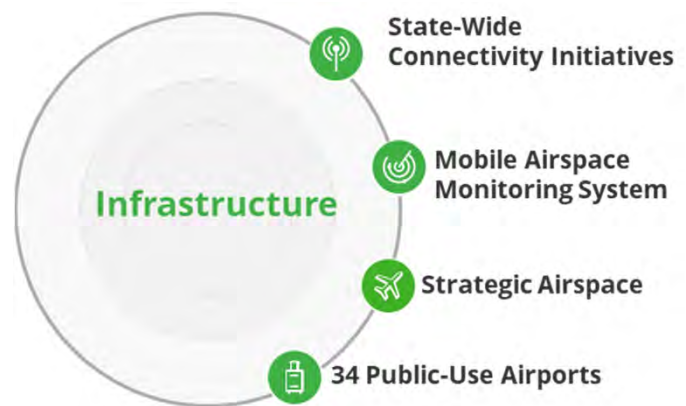 State-Wide
Connectivity Initiatives
Mobile Airspace
Monitoring System
Infrastructure
Strategic Airspace
34 Public-Use Airports